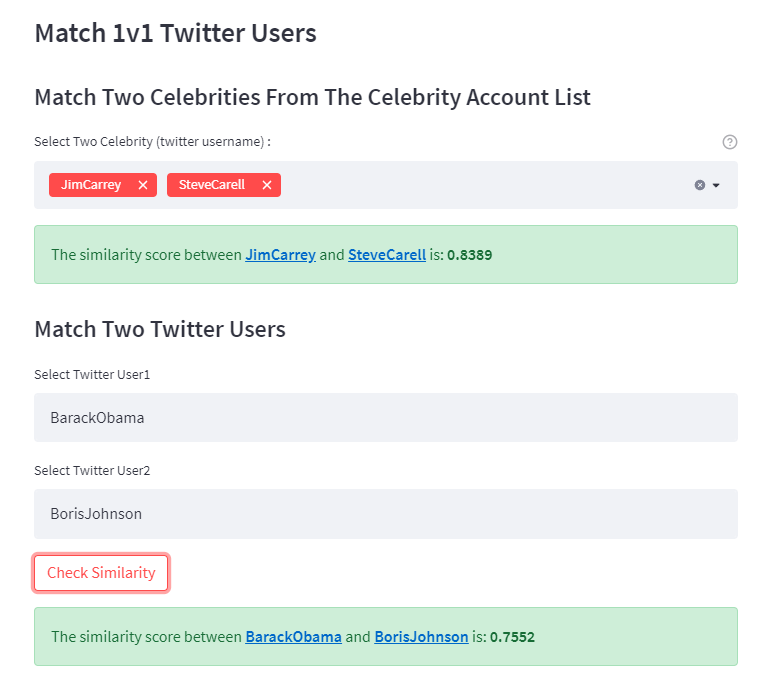 Match 1v1 Twitter Users
Match Two Celebrities From The Celebrity Account List
Select Two Celebrity (twitter username) :
JimCarrey SteveCarell
The similarity score between JimCarrey and SteveCarell is: 0.8389
Match Two Twitter Users
Select Twitter User1
BarackObama
Select Twitter User2
BorisJohnson
Check Similarity
The similarity score between BarackObama and BorisJohnson is: 0.7552